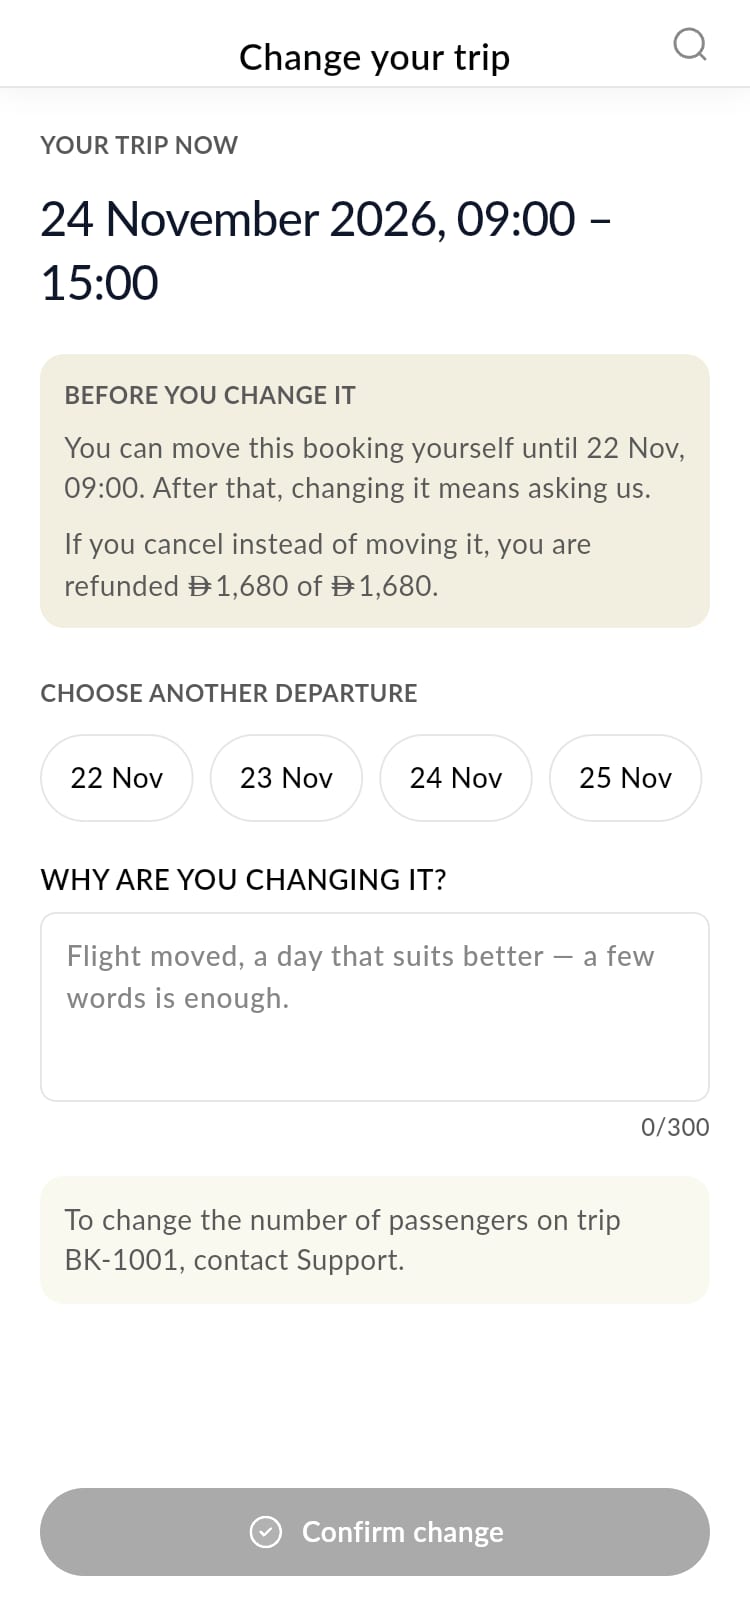 Change your trip
YOUR TRIP NOW
24 November 2026, 09:00 –
15:00
BEFORE YOU CHANGE IT
You can move this booking yourself until 22 Nov,
09:00. After that, changing it means asking us.
If you cancel instead of moving it, you are
refunded 1,680 of 1,680.
CHOOSE ANOTHER DEPARTURE
22 Nov
23 Nov
24 Nov
25 Nov
WHY ARE YOU CHANGING IT?
Flight moved, a day that suits better — a few
words is enough.
0/300
To change the number of passengers on trip
BK-1001, contact Support.
Confirm change